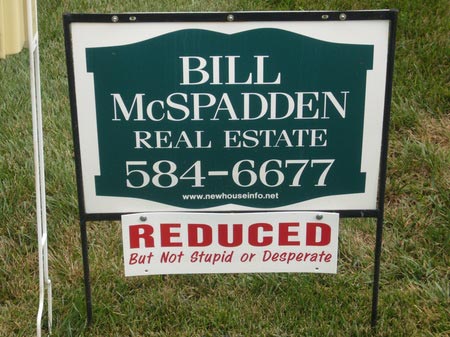 BILL
McSPADDEN
REAL ESTATE
584-6677
www.newhouseinfo.net
REDUCED
But Not Stupid or Desperate